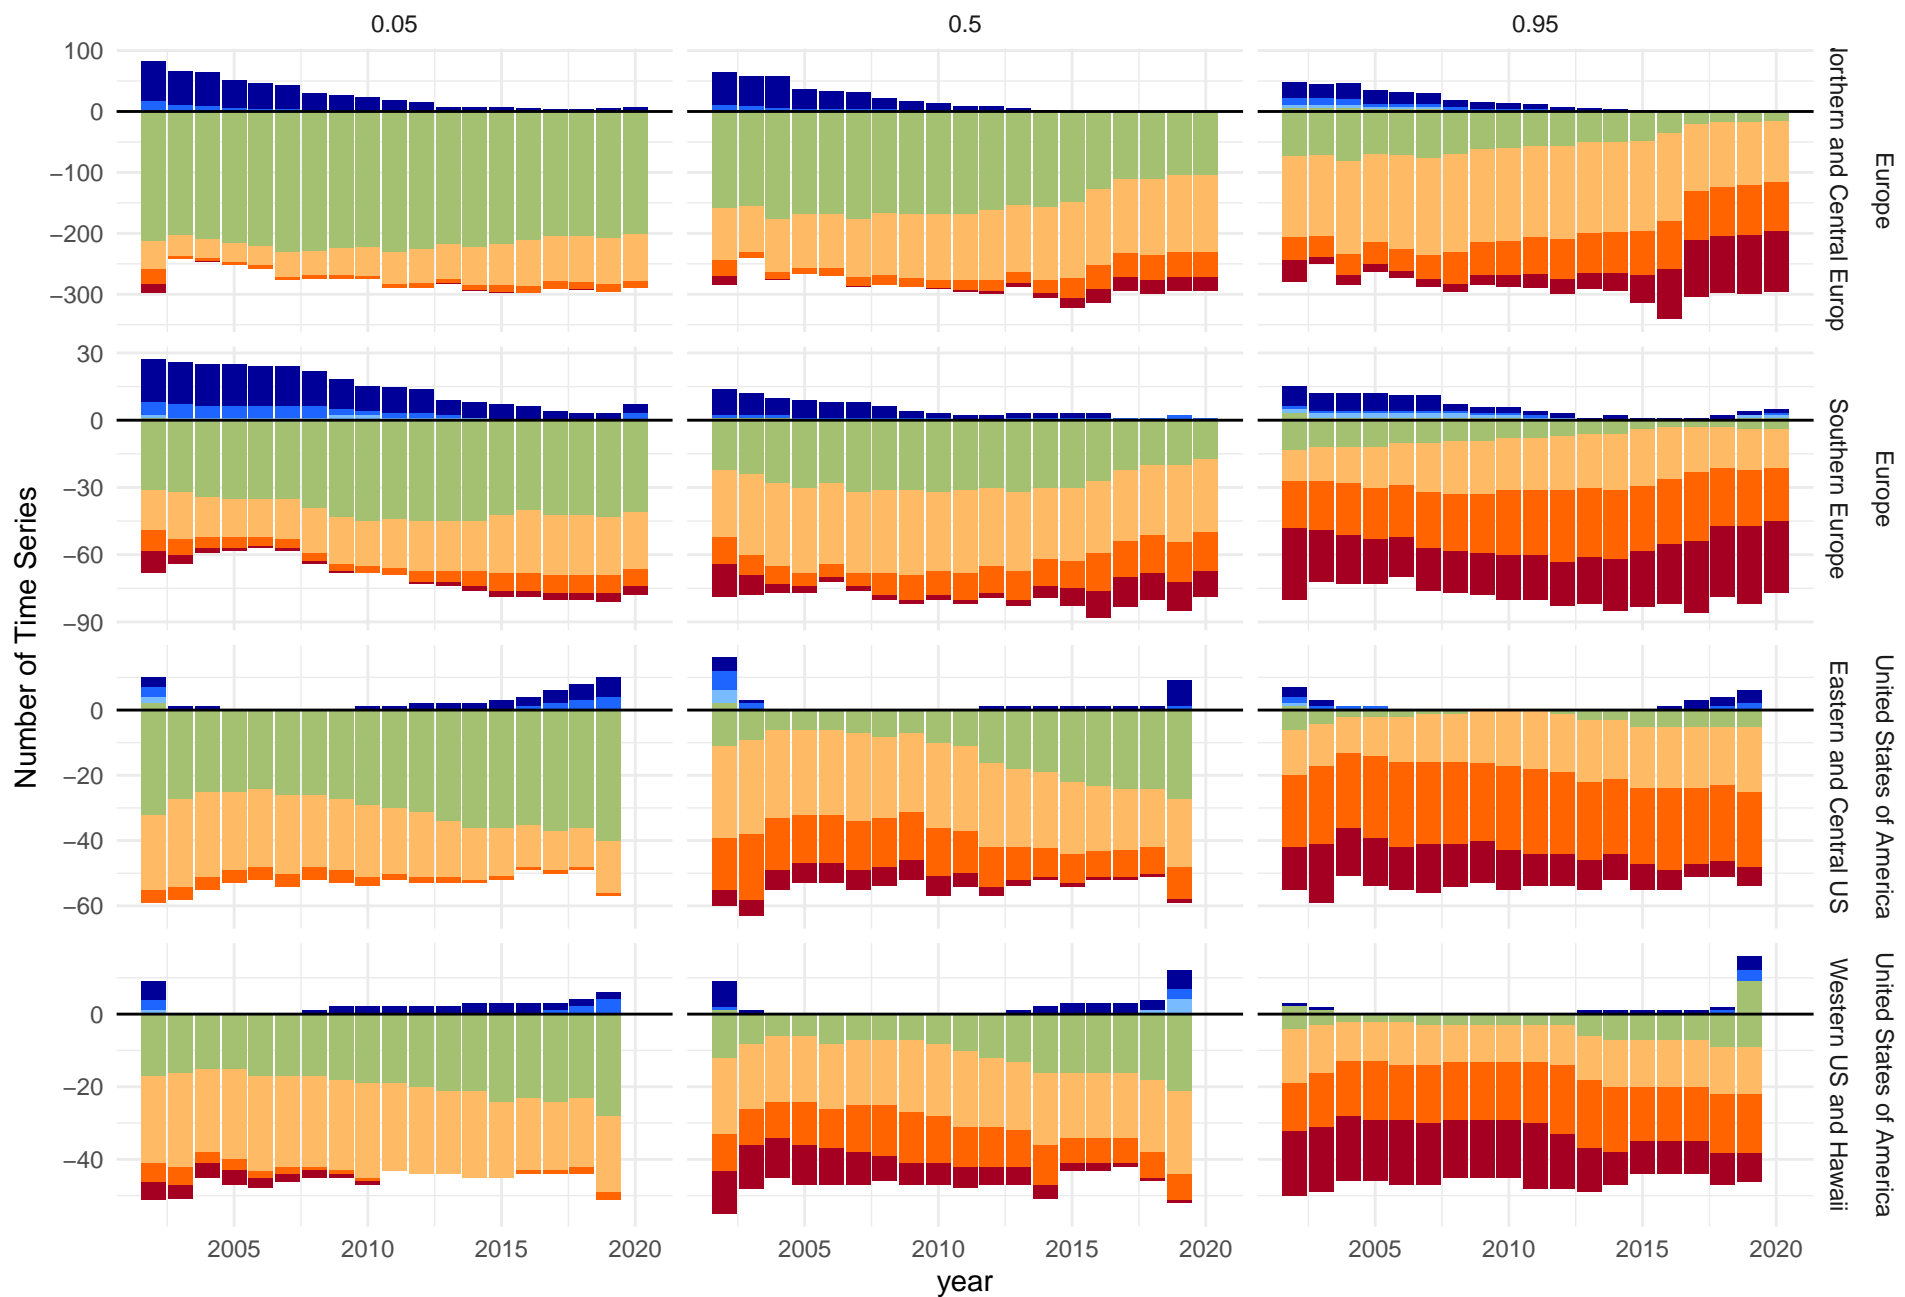 0.05 0.5 0.95
100
0
−100
−200
−300
orthern and Central Europ
Europe
30
0
−30
−60
−90
Southern Europe
Europe
0
−20
−40
−60
Eastern and Central US
United States of America
0
−20
−40
Western US and Hawaii
United States of America
Number of Time Series
2005 2010 2015 2020 2005 2010 2015 2020 2005 2010 2015 2020
year